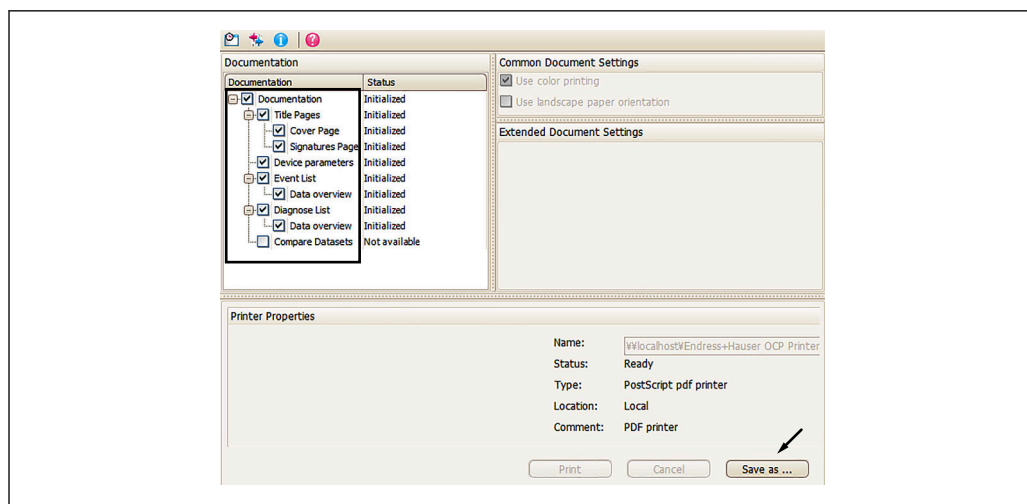 Documentation
Common Document Settings
Documentation Status
Documentation Initialized
Title Pages Initialized
Cover Page Initialized
Signatures Page Initialized
Device parameters Initialized
Event List Initialized
Data overview Initialized
Diagnose List Initialized
Data overview Initialized
Compare Datasets Not available
Use color printing
Use landscape paper orientation
Extended Document Settings
Printer Properties
Name: ¥¥localhost¥Endress+Hauser OCP Printer
Status: Ready
Type: PostScript pdf printer
Location: Local
Comment: PDF printer
Print Cancel Save as ...